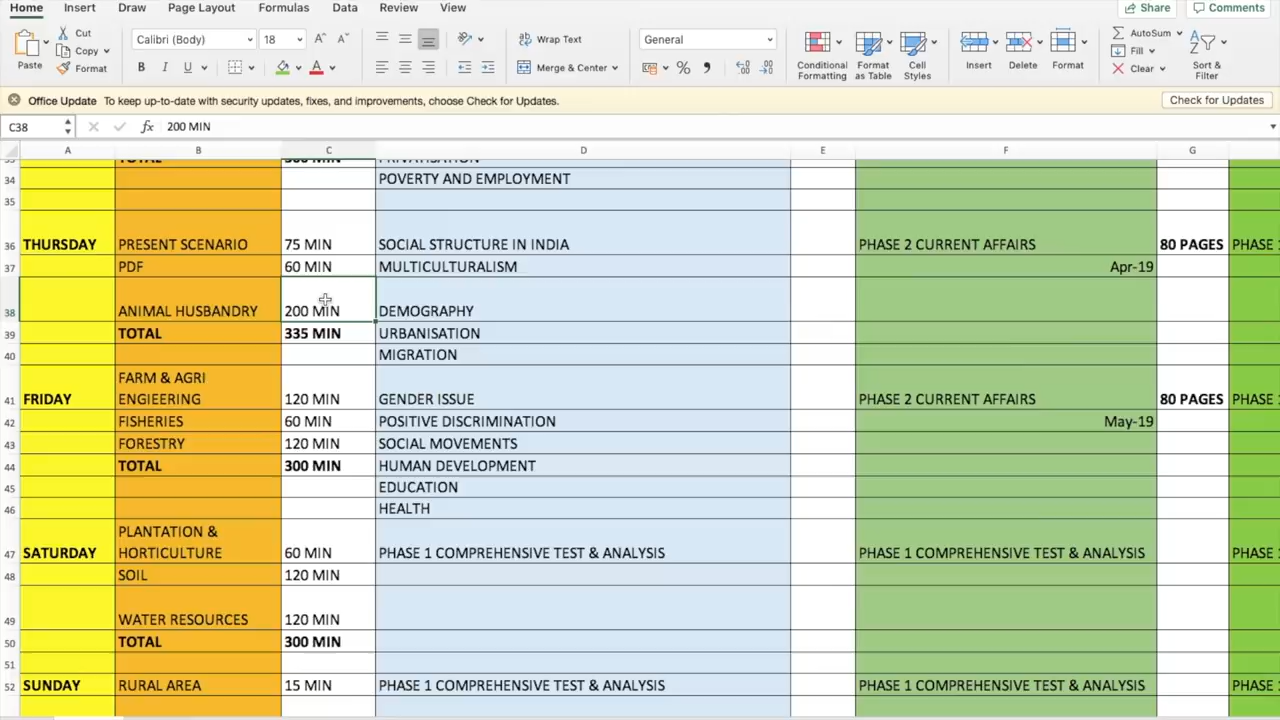 Home Insert Draw Page Layout Formulas Data Review View Share Comments
Paste Cut Copy Format
Calibri (Body) 18
B I U
Wrap Text
Merge & Center
General
Conditional Formatting
Format as Table
Cell Styles
Insert Delete Format
AutoSum
Fill
Clear
Sort & Filter
Office Update To keep up-to-date with security updates, fixes, and improvements, choose Check for Updates. Check for Updates
C38 fx 200 MIN
A B C D E F G
TOTAL 300 MIN PRIVATISATION
34 POVERTY AND EMPLOYMENT
35
36 THURSDAY PRESENT SCENARIO 75 MIN SOCIAL STRUCTURE IN INDIA PHASE 2 CURRENT AFFAIRS 80 PAGES PHASE 1
37 PDF 60 MIN MULTICULTURALISM Apr-19
38 ANIMAL HUSBANDRY 200 MIN DEMOGRAPHY
39 TOTAL 335 MIN URBANISATION
40 MIGRATION
41 FRIDAY FARM & AGRI ENGIEERING 120 MIN GENDER ISSUE PHASE 2 CURRENT AFFAIRS 80 PAGES PHASE 1
42 FISHERIES 60 MIN POSITIVE DISCRIMINATION May-19
43 FORESTRY 120 MIN SOCIAL MOVEMENTS
44 TOTAL 300 MIN HUMAN DEVELOPMENT
45 EDUCATION
46 HEALTH
47 SATURDAY PLANTATION & HORTICULTURE 60 MIN PHASE 1 COMPREHENSIVE TEST & ANALYSIS PHASE 1 COMPREHENSIVE TEST & ANALYSIS PHASE 1
48 SOIL 120 MIN
49 WATER RESOURCES 120 MIN
50 TOTAL 300 MIN
51
52 SUNDAY RURAL AREA 15 MIN PHASE 1 COMPREHENSIVE TEST & ANALYSIS PHASE 1 COMPREHENSIVE TEST & ANALYSIS PHASE